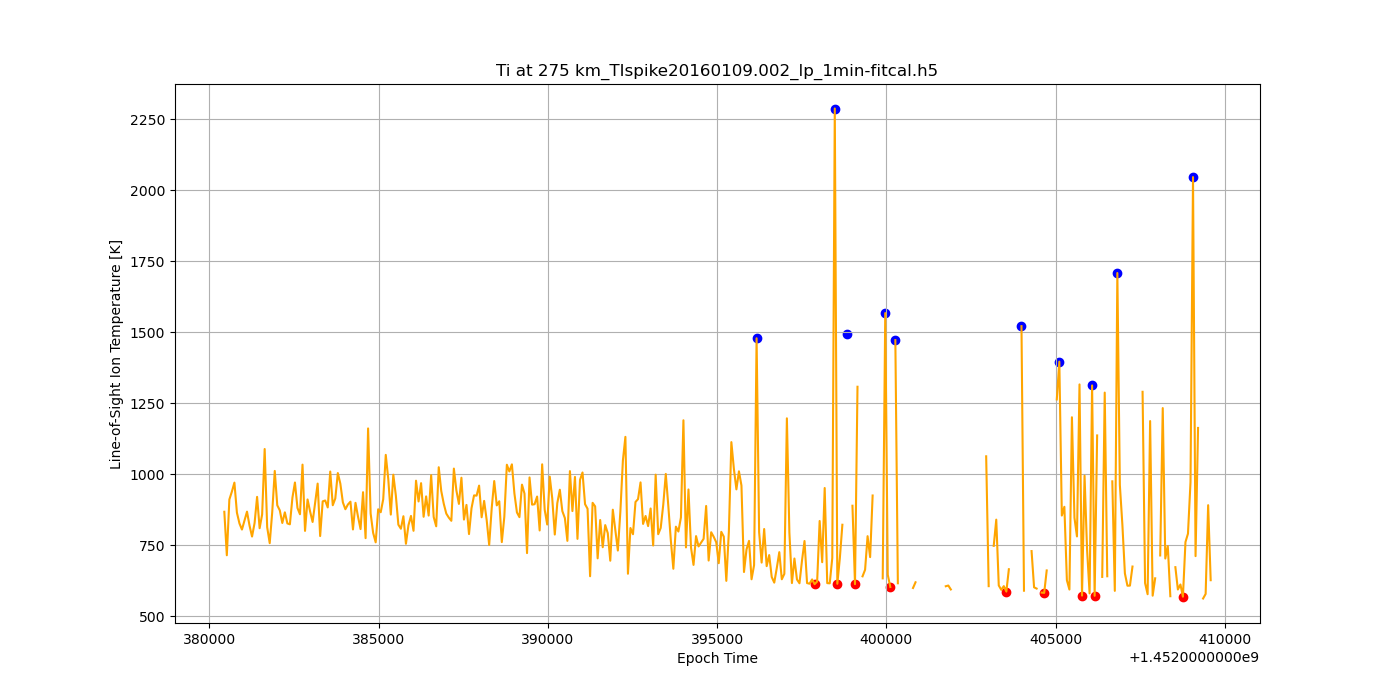 Ti at 275 km_TIspike20160109.002_lp_1min-fitcal.h5
Line-of-Sight Ion Temperature [K]
2250
2000
1750
1500
1250
1000
750
500
380000 385000 390000 395000 400000 405000 410000
Epoch Time
+1.4520000000e9